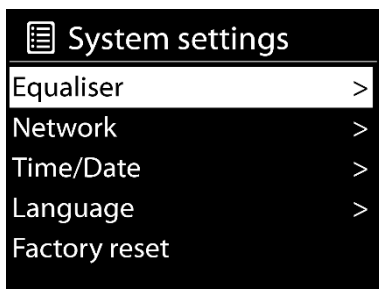 System settings
Equaliser >
Network >
Time/Date >
Language >
Factory reset